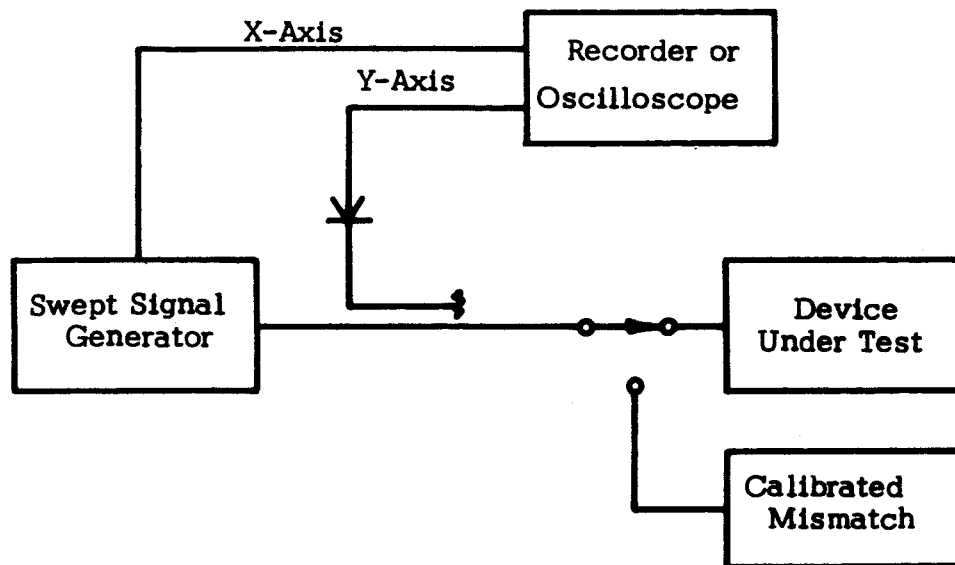 X-Axis
Recorder or
Oscilloscope
Y-Axis
Swept Signal
Generator
Device
Under Test
Calibrated
Mismatch